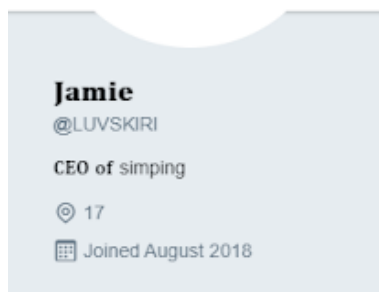 Jamie
@LUVSKIRI
CEO of simping
17
Joined August 2018